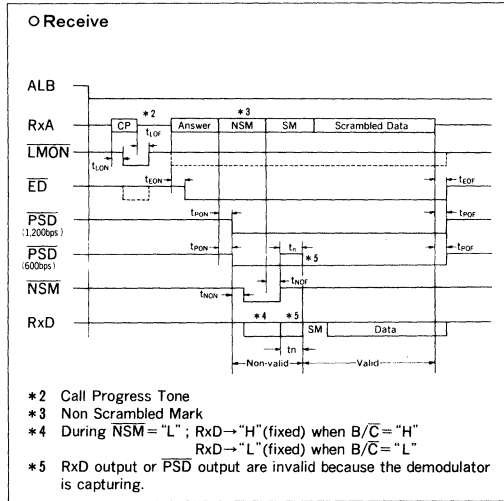 ○ Receive
ALB
*2 *3
RxA CP tLOF Answer NSM SM Scrambled Data
LMON
tLON tEON tEOF
ED
tPON tPOF
PSD
(1,200bps)
tPON tn tPOF
PSD *5
(600bps)
NSM tNON tNOF
*4 *5
RxD SM Data
tn
Non-valid Valid
*2 Call Progress Tone
*3 Non Scrambled Mark
*4 During NSM = "L" ; RxD→"H"(fixed) when B/C = "H"
RxD→"L"(fixed) when B/C = "L"
*5 RxD output or PSD output are invalid because the demodulator
is capturing.